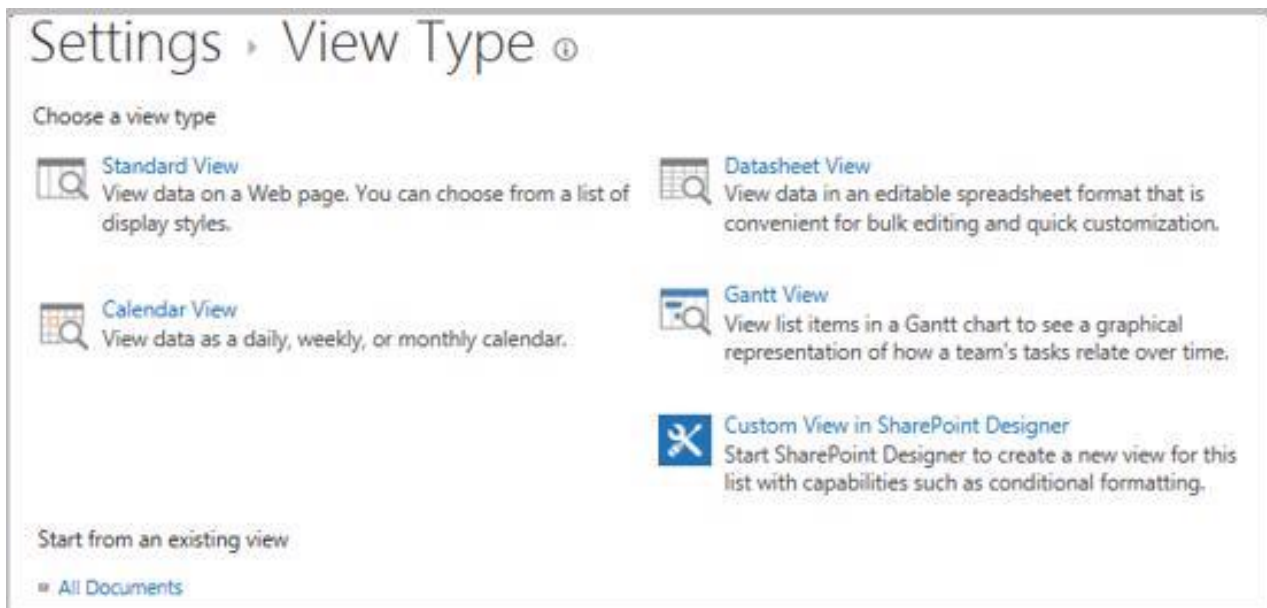 Settings › View Type
Choose a view type
Standard View
View data on a Web page. You can choose from a list of
display styles.
Datasheet View
View data in an editable spreadsheet format that is
convenient for bulk editing and quick customization.
Calendar View
View data as a daily, weekly, or monthly calendar.
Gantt View
View list items in a Gantt chart to see a graphical
representation of how a team's tasks relate over time.
Custom View in SharePoint Designer
Start SharePoint Designer to create a new view for this
list with capabilities such as conditional formatting.
Start from an existing view
All Documents